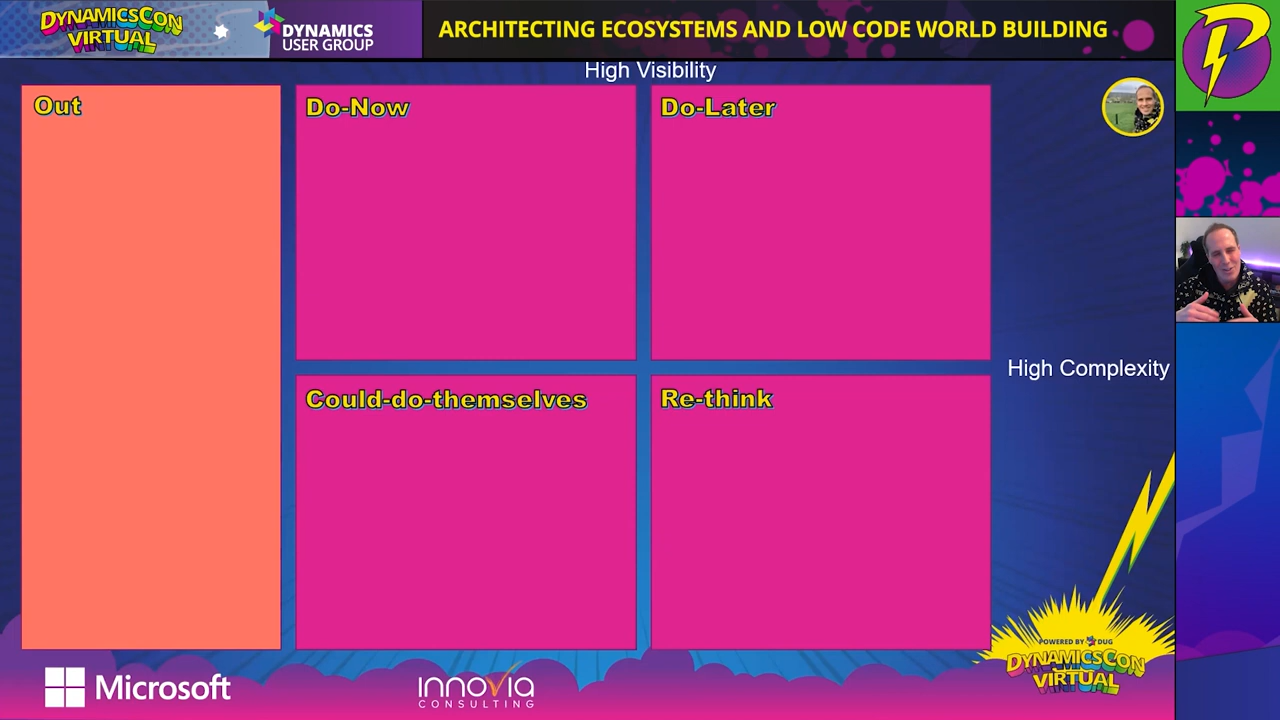 DYNAMICSCON
VIRTUAL
DYNAMICS
USER GROUP
ARCHITECTING ECOSYSTEMS AND LOW CODE WORLD BUILDING
High Visibility
Out
Do-Now
Do-Later
High Complexity
Could-do-themselves
Re-think
POWERED BY DUG
DYNAMICSCON
VIRTUAL
Microsoft
innovia
CONSULTING